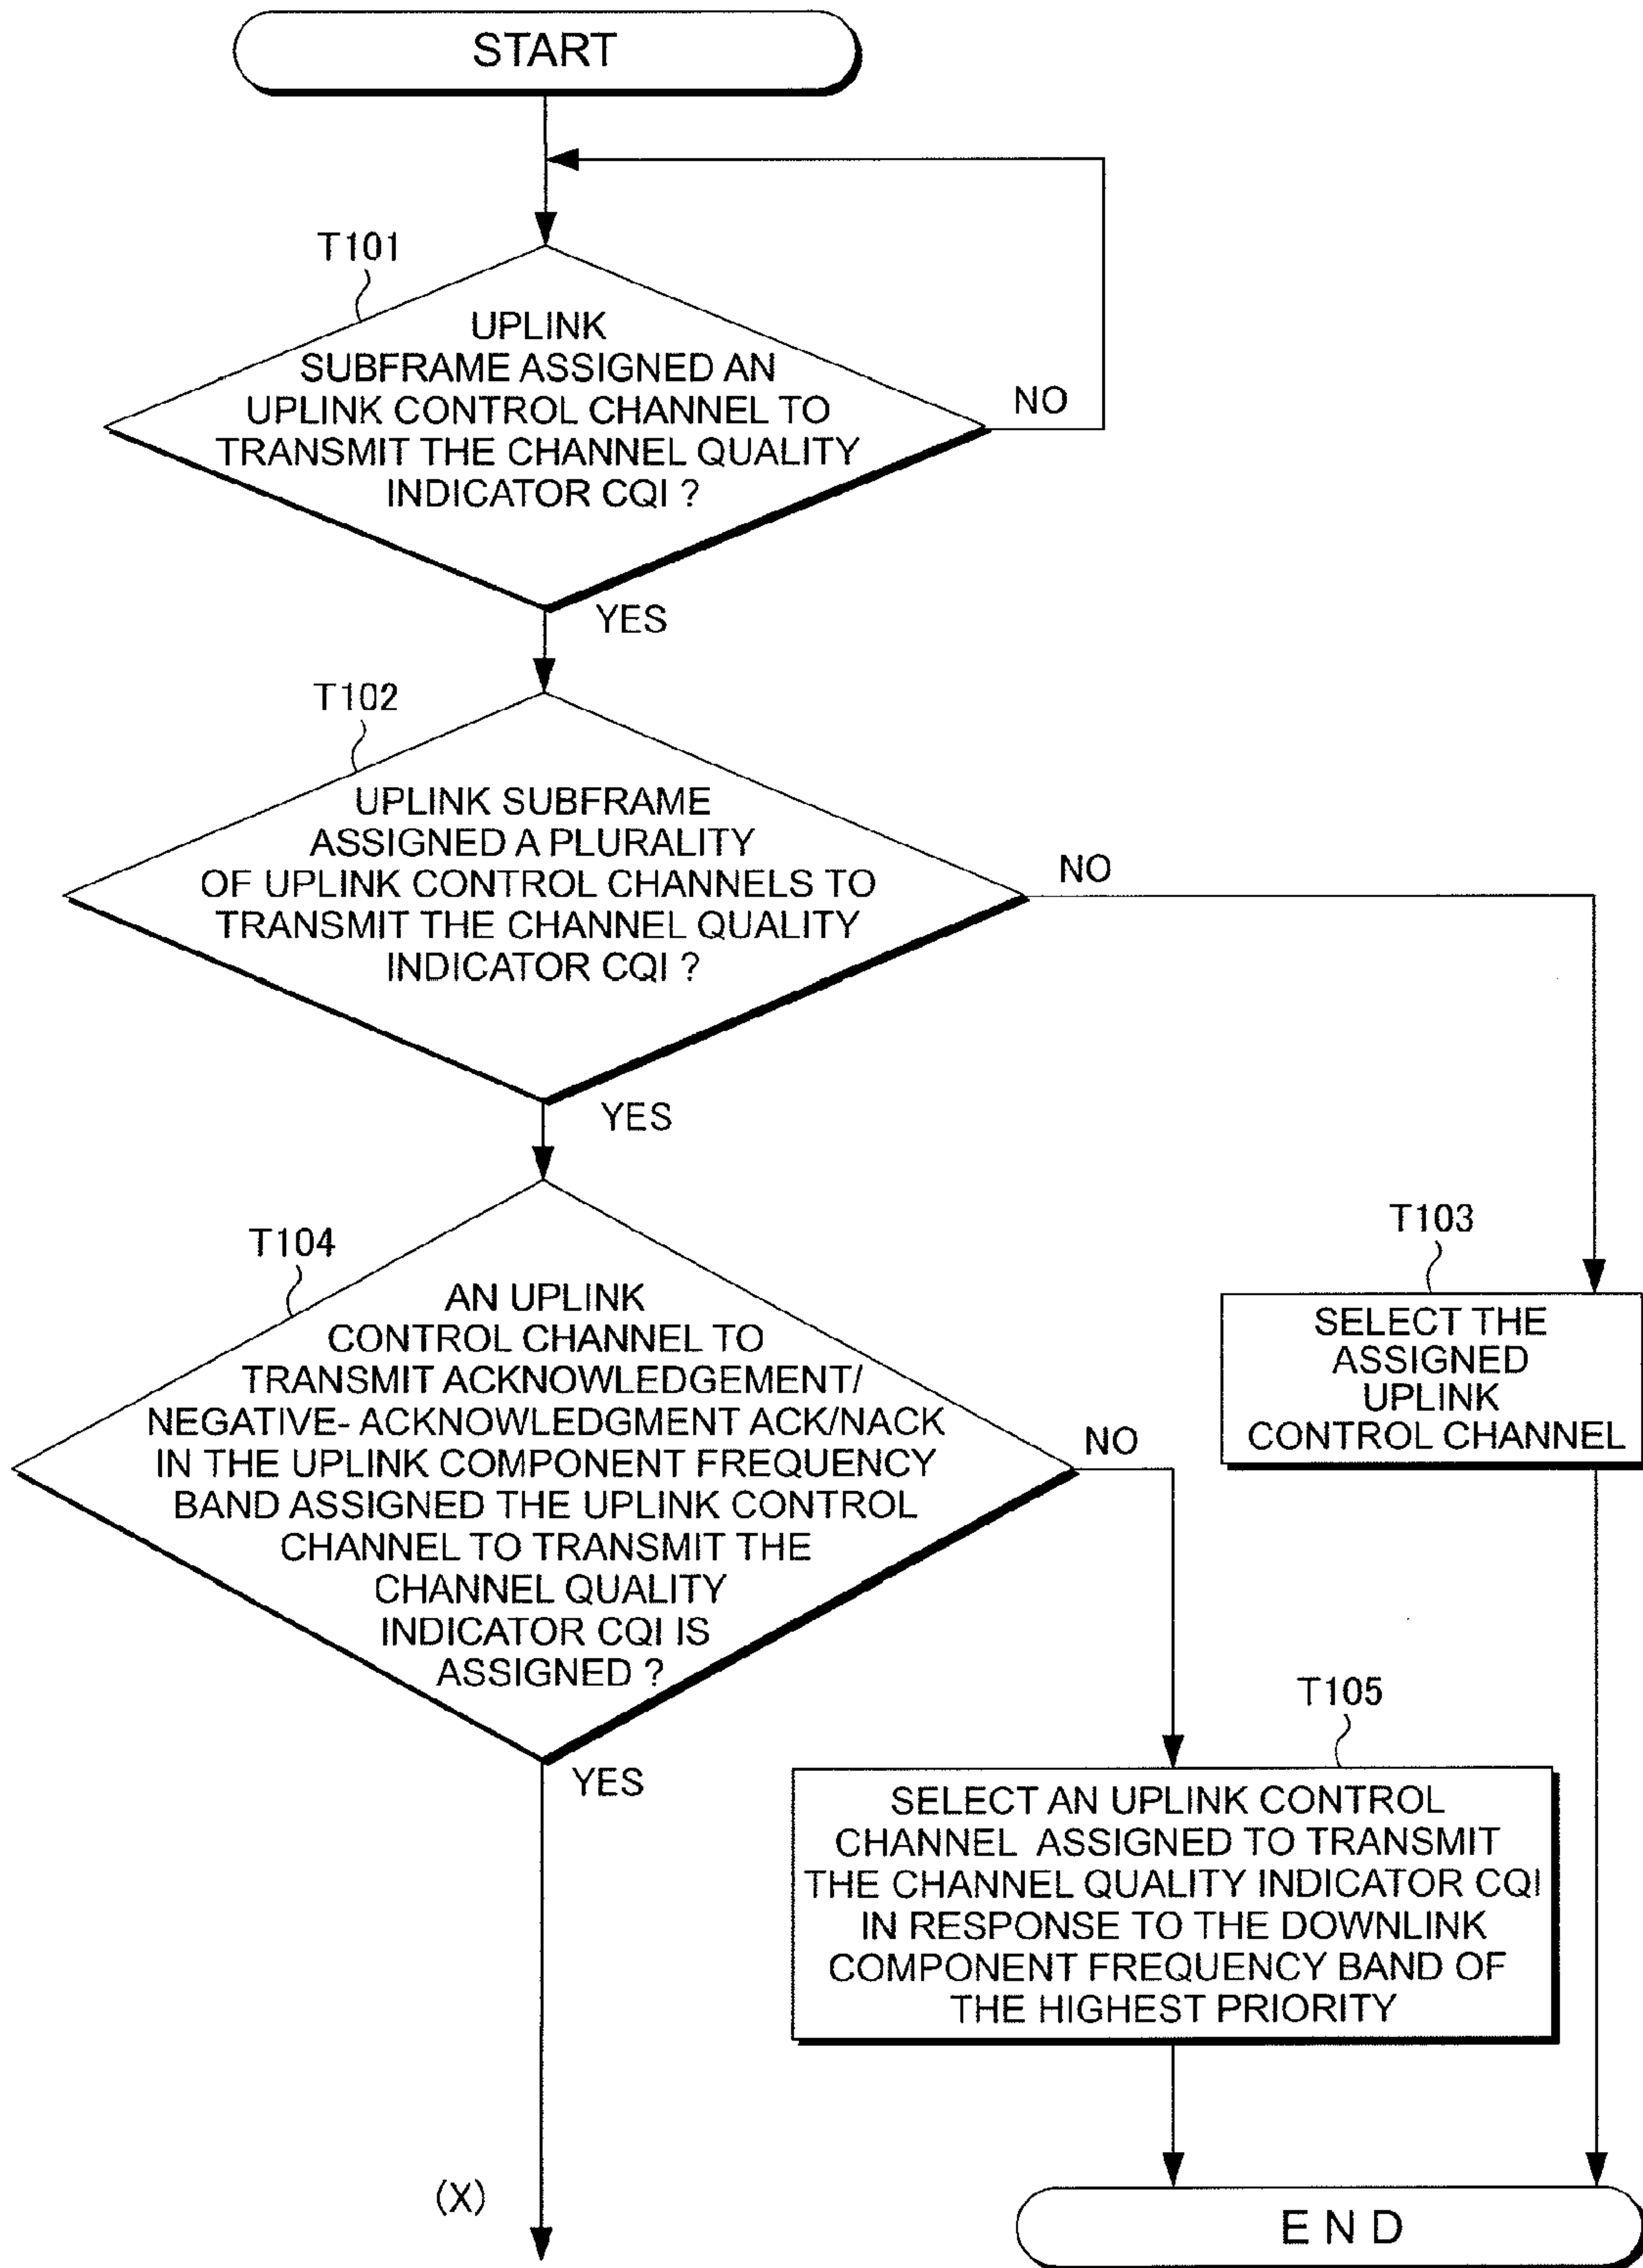 START
T101
UPLINK
SUBFRAME ASSIGNED AN
UPLINK CONTROL CHANNEL TO
TRANSMIT THE CHANNEL QUALITY
INDICATOR CQI ?
NO
YES
T102
UPLINK SUBFRAME
ASSIGNED A PLURALITY
OF UPLINK CONTROL CHANNELS TO
TRANSMIT THE CHANNEL QUALITY
INDICATOR CQI ?
NO
YES
T103
SELECT THE
ASSIGNED
UPLINK
CONTROL CHANNEL
T104
AN UPLINK
CONTROL CHANNEL TO
TRANSMIT ACKNOWLEDGEMENT/
NEGATIVE- ACKNOWLEDGMENT ACK/NACK
IN THE UPLINK COMPONENT FREQUENCY
BAND ASSIGNED THE UPLINK CONTROL
CHANNEL TO TRANSMIT THE
CHANNEL QUALITY
INDICATOR CQI IS
ASSIGNED ?
NO
YES
T105
SELECT AN UPLINK CONTROL
CHANNEL ASSIGNED TO TRANSMIT
THE CHANNEL QUALITY INDICATOR CQI
IN RESPONSE TO THE DOWNLINK
COMPONENT FREQUENCY BAND OF
THE HIGHEST PRIORITY
(X)
END